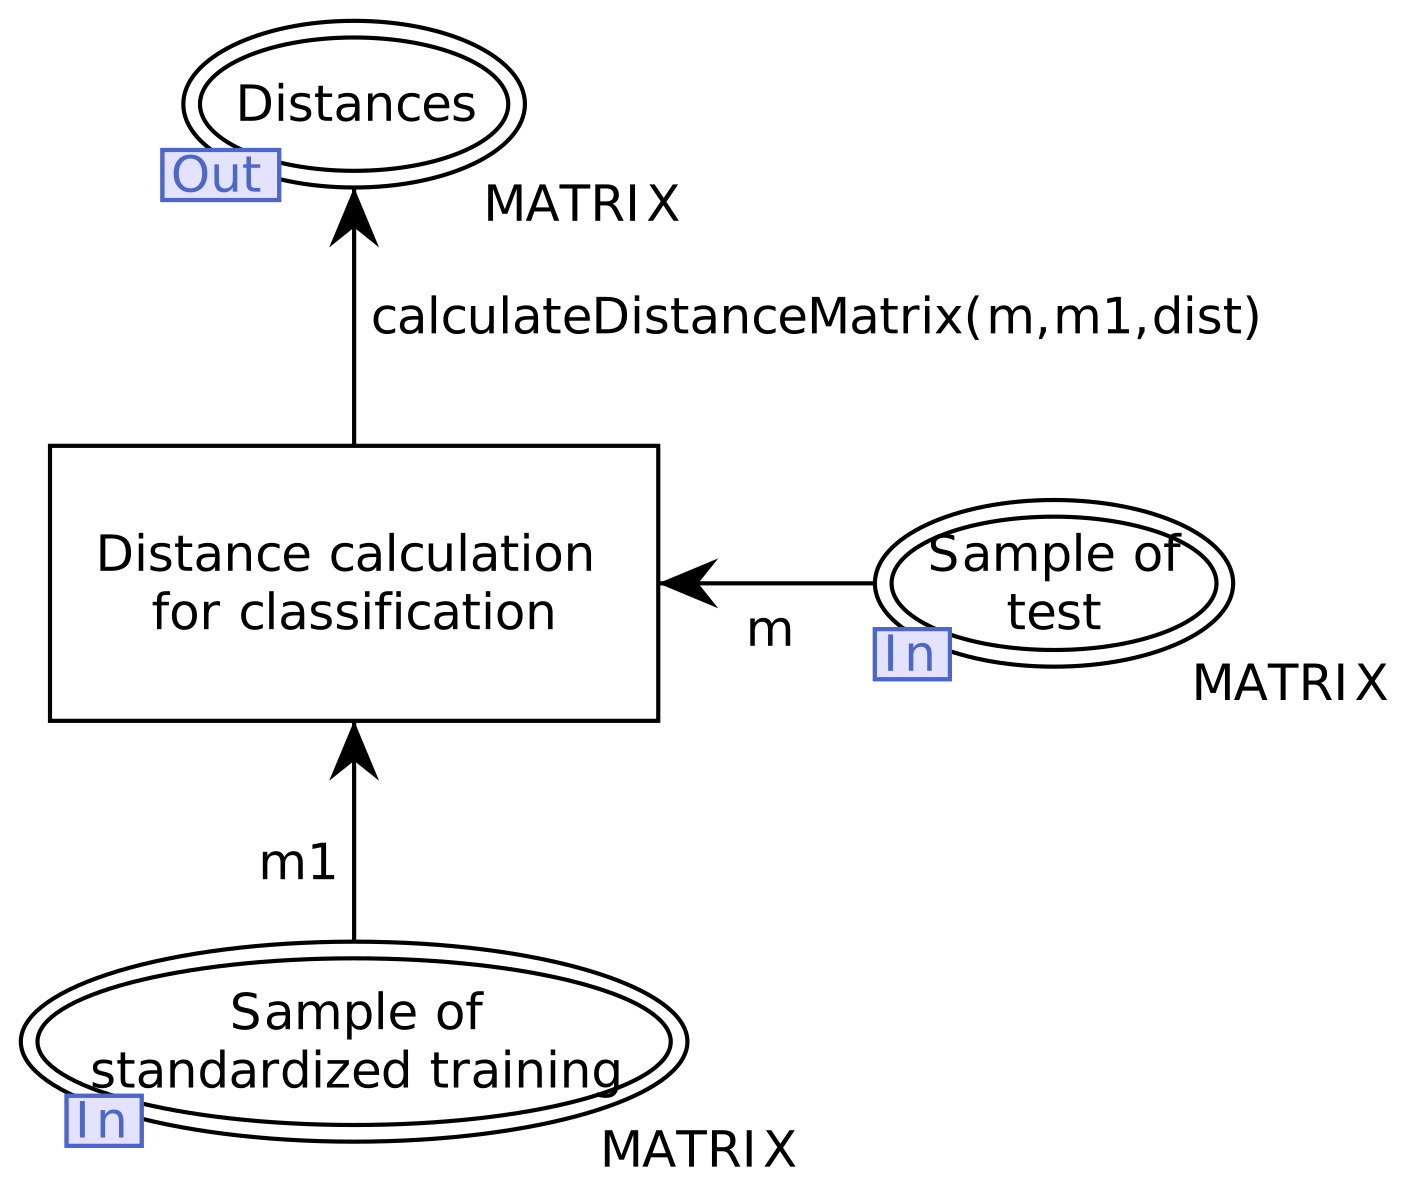 Distances
Out
MATRIX
calculateDistanceMatrix(m,m1,dist)
Distance calculation
for classification
Sample of
test
In
m
MATRIX
m1
Sample of
standardized training
In
MATRIX